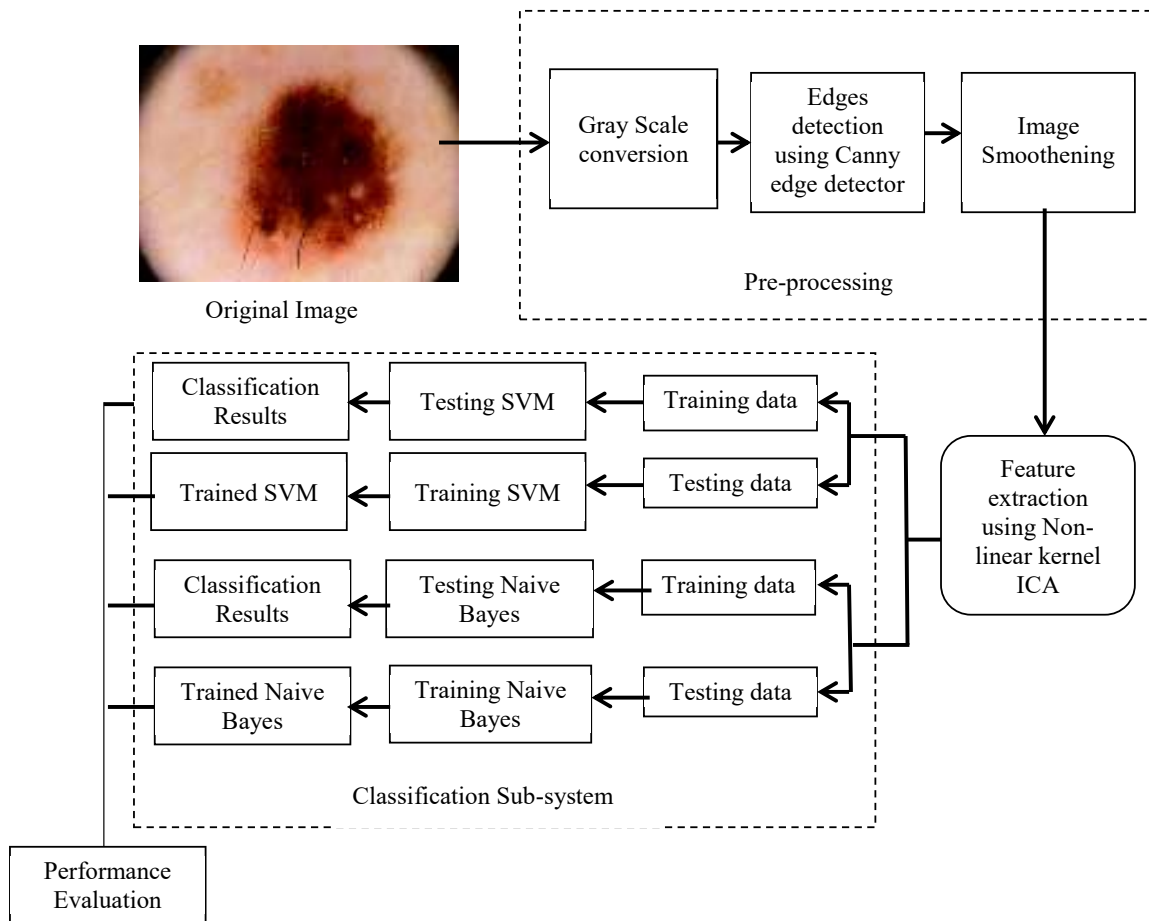 Gray Scale
conversion
Edges
detection
using Canny
edge detector
Image
Smoothening
Pre-processing
Original Image
Classification
Results
Testing SVM
Training data
Trained SVM
Training SVM
Testing data
Classification
Results
Testing Naive
Bayes
Training data
Trained Naive
Bayes
Training Naive
Bayes
Testing data
Feature
extraction
using Non-
linear kernel
ICA
Classification Sub-system
Performance
Evaluation